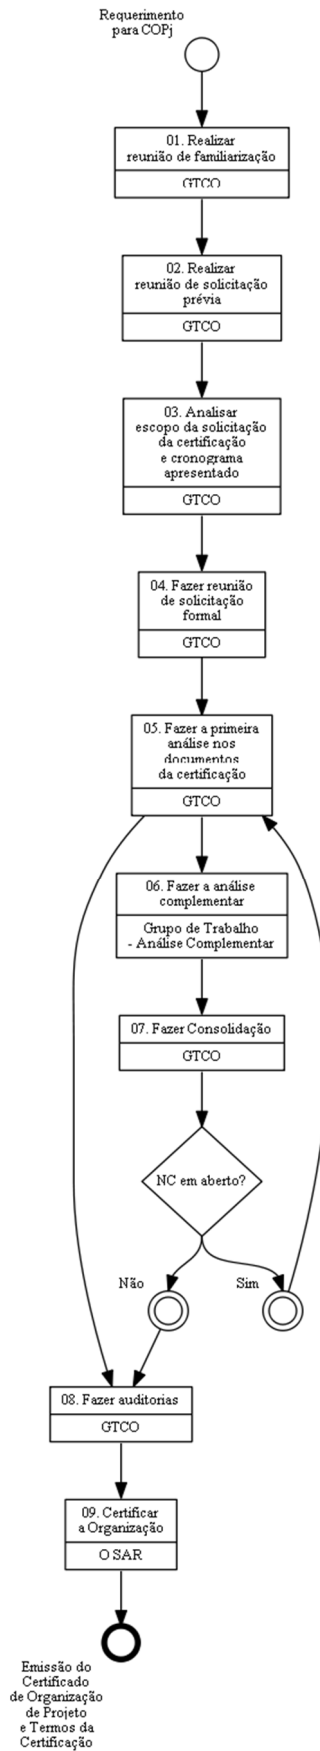 Requerimento
para COPj
01. Realizar
reunião de familiarização
GTCO
02. Realizar
reunião de solicitação
prévia
GTCO
03. Analisar
escopo da solicitação
da certificação
e cronograma
apresentado
GTCO
04. Fazer reunião
de solicitação
formal
GTCO
05. Fazer a primeira
análise nos
documentos
da certificação
GTCO
06. Fazer a análise
complementar
Grupo de Trabalho
- Análise Complementar
07. Fazer Consolidação
GTCO
NC em aberto?
Não
Sim
08. Fazer auditorias
GTCO
09. Certificar
a Organização
O SAR
Emissão do
Certificado
de Organização
de Projeto
e Termos da
Certificação